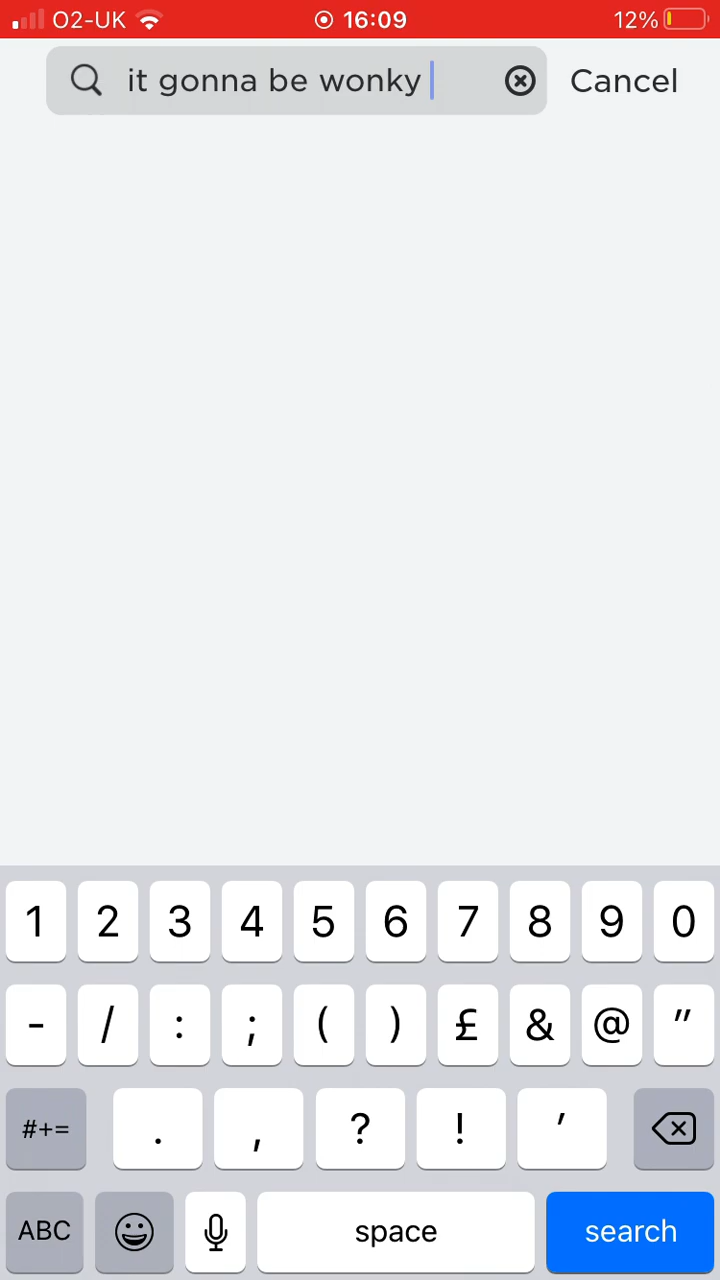 O2-UK 16:09 12%
it gonna be wonky Cancel
1 2 3 4 5 6 7 8 9 0
- / : ; ( ) £ & @ "
#+= . , ? ! '
ABC space search